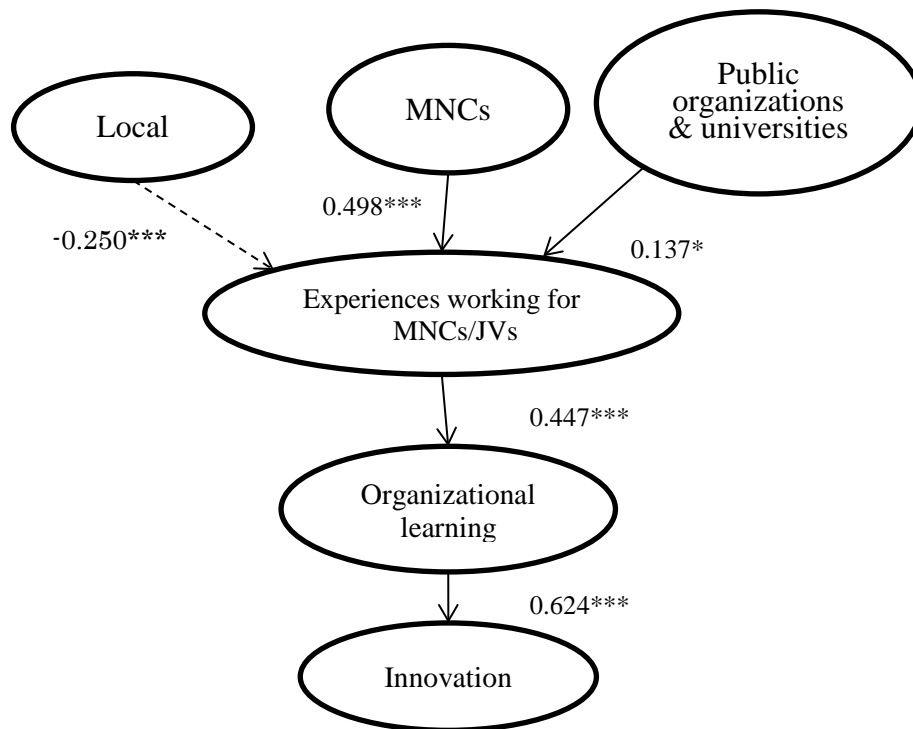 Local
MNCs
Public
organizations
& universities
-0.250***
0.498***
0.137*
Experiences working for
MNCs/JVs
0.447***
Organizational
learning
0.624***
Innovation